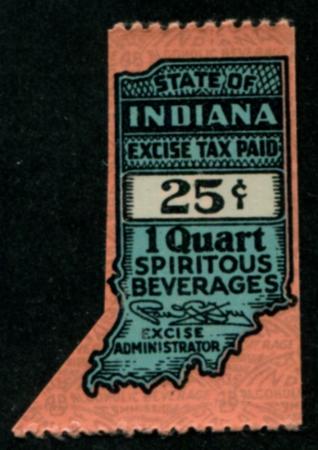 STATE OF
INDIANA
EXCISE TAX PAID
25¢
1 Quart
SPIRITOUS
BEVERAGES
EXCISE
ADMINISTRATOR